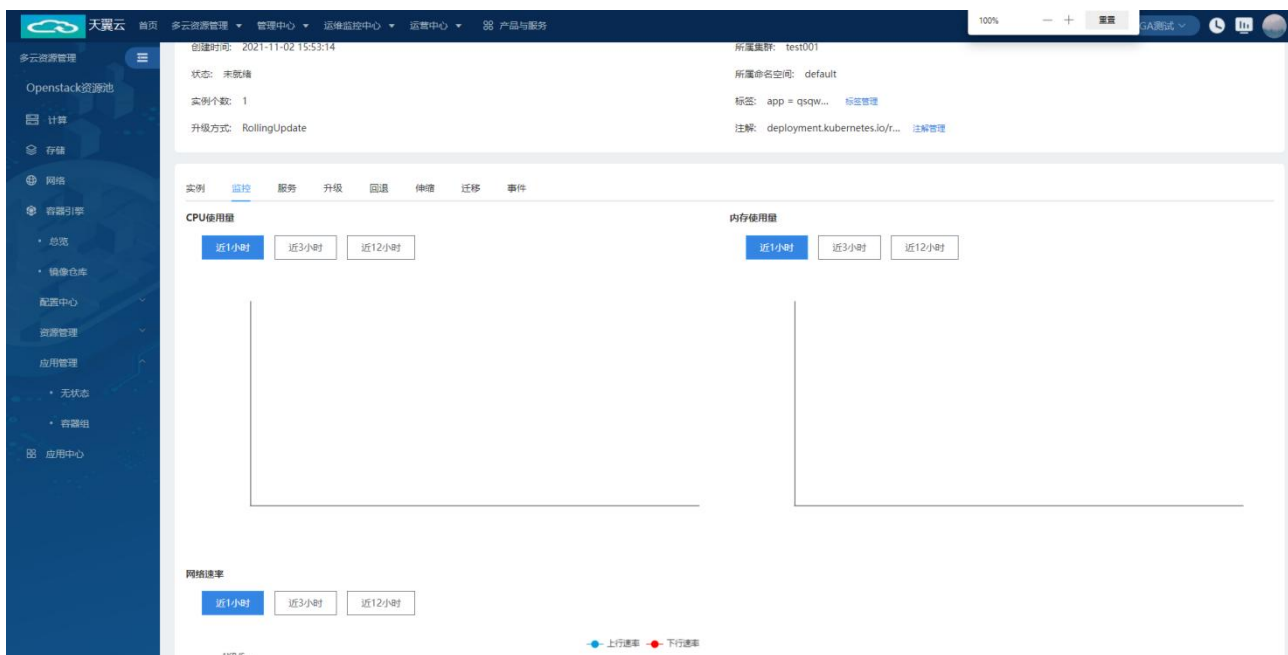 天翼云 首页 多云资源管理 管理中心 运维监控中心 运营中心 产品与服务 100% — + 重置 GA测试
多云资源管理
Openstack资源池
计算
存储
网络
容器引擎
总览
镜像仓库
配置中心
资源管理
应用管理
无状态
容器组
应用中心
创建时间: 2021-11-02 15:53:14 所属集群: test001
状态: 未就绪 所属命名空间: default
实例个数: 1 标签: app = qsqw... 标签管理
升级方式: RollingUpdate 注解: deployment.kubernetes.io/r... 注解管理
实例 监控 服务 升级 回退 伸缩 迁移 事件
CPU使用量 内存使用量
近1小时 近3小时 近12小时 近1小时 近3小时 近12小时
网络速率
近1小时 近3小时 近12小时
上行速率 下行速率